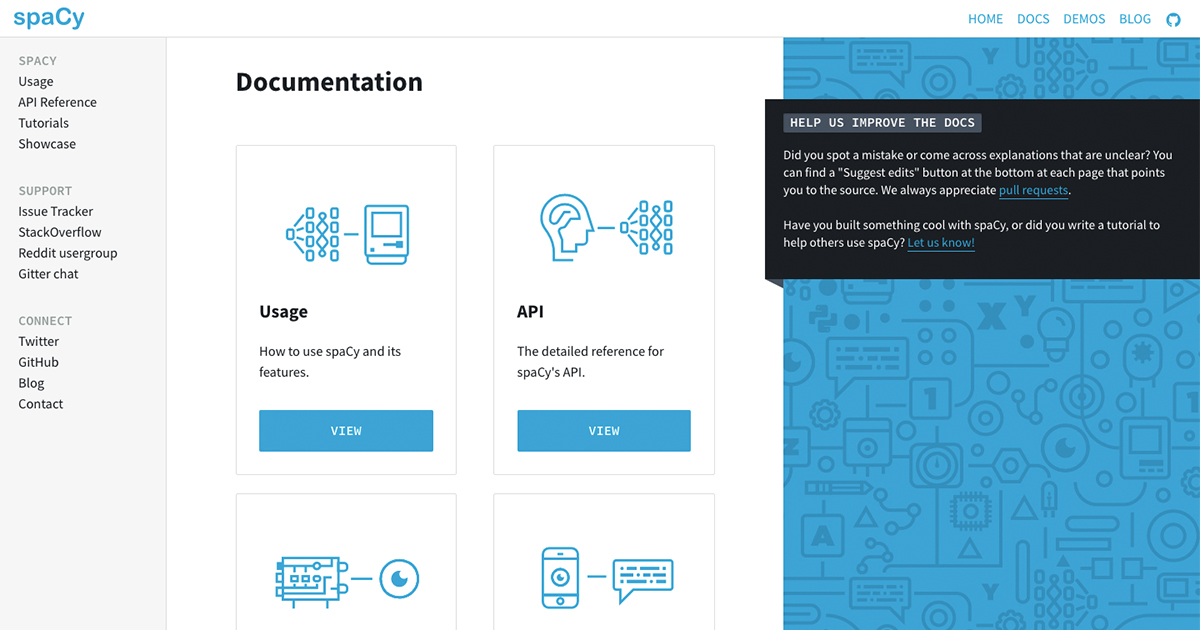 spaCy
HOME DOCS DEMOS BLOG
SPACY
Usage
API Reference
Tutorials
Showcase
SUPPORT
Issue Tracker
StackOverflow
Reddit usergroup
Gitter chat
CONNECT
Twitter
GitHub
Blog
Contact
Documentation
Usage
How to use spaCy and its
features.
VIEW
API
The detailed reference for
spaCy's API.
VIEW
HELP US IMPROVE THE DOCS
Did you spot a mistake or come across explanations that are unclear? You
can find a "Suggest edits" button at the bottom at each page that points
you to the source. We always appreciate pull requests.
Have you built something cool with spaCy, or did you write a tutorial to
help others use spaCy? Let us know!
Y
X Y
1
1
Z
A
Y